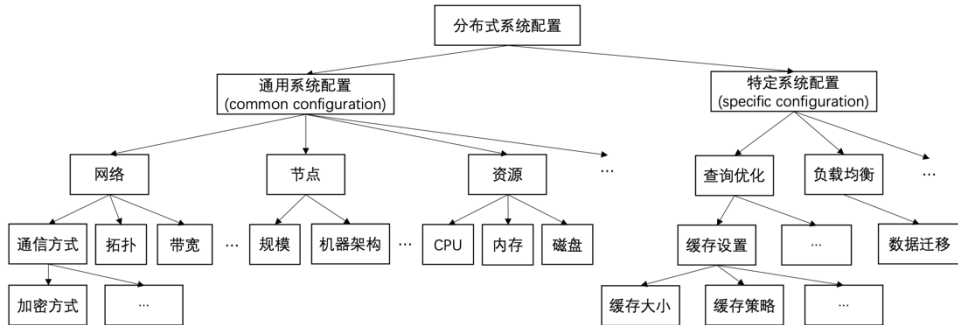 分布式系统配置
通用系统配置
(common configuration)
特定系统配置
(specific configuration)
网络
节点
资源
...
查询优化
负载均衡
...
通信方式
拓扑
带宽
...
规模
机器架构
...
CPU
内存
磁盘
缓存设置
...
数据迁移
加密方式
...
缓存大小
缓存策略
...